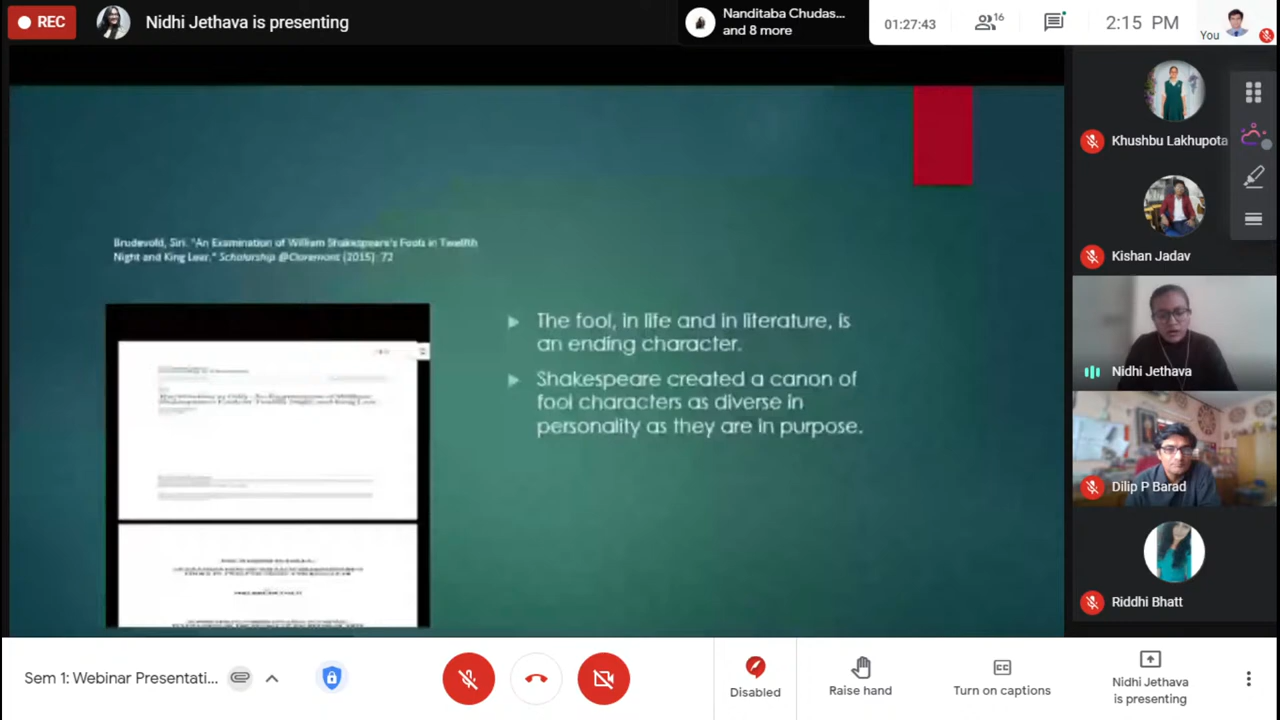 REC
Nidhi Jethava is presenting
Nanditaba Chudas...
and 8 more
01:27:43
16
2:15 PM
You
Brudevold, Siri. "An Examination of William Shakespeare's Fools in Twelfth
Night and King Lear." Scholarship @Claremont (2015): 72
The fool, in life and in literature, is
an ending character.
Shakespeare created a canon of
fool characters as diverse in
personality as they are in purpose.
Khushbu Lakhupota
Kishan Jadav
Nidhi Jethava
Dilip P Barad
Riddhi Bhatt
Sem 1: Webinar Presentati...
Disabled
Raise hand
Turn on captions
Nidhi Jethava
is presenting